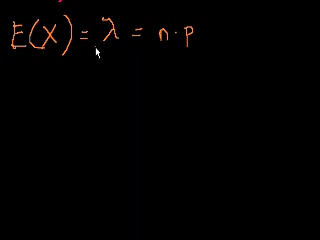 E(X) = λ = n·p